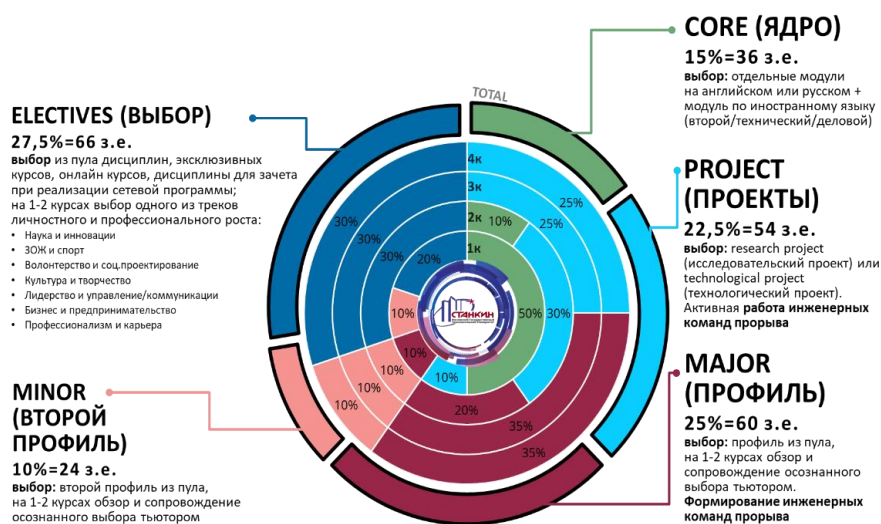 CORE (ЯДРО)
15%=36 з.е.
выбор: отдельные модули
на английском или русском +
модуль по иностранному языку
(второй/технический/деловой)
TOTAL
ELECTIVES (ВЫБОР)
27,5%=66 з.е.
выбор из пула дисциплин, эксклюзивных
курсов, онлайн курсов, дисциплины для зачета
при реализации сетевой программы;
на 1-2 курсах выбор одного из треков
личностного и профессионального роста:
• Наука и инновации
• ЗОЖ и спорт
• Волонтерство и соц.проектирование
• Культура и творчество
• Лидерство и управление/коммуникации
• Бизнес и предпринимательство
• Профессионализм и карьера
PROJECT
(ПРОЕКТЫ)
22,5%=54 з.е.
выбор: research project
(исследовательский проект) или
technological project
(технологический проект).
Активная работа инженерных
команд прорыва
4к
3к
2к
1к
25%
25%
10%
30%
30%
30%
20%
50%
30%
10%
10%
10%
10%
10%
20%
35%
35%
СТАНКИН
MINOR
(ВТОРОЙ
ПРОФИЛЬ)
10%=24 з.е.
выбор: второй профиль из пула,
на 1-2 курсах обзор и сопровождение
осознанного выбора тьютором
MAJOR
(ПРОФИЛЬ)
25%=60 з.е.
выбор: профиль из пула,
на 1-2 курсах обзор и
сопровождение осознанного
выбора тьютором.
Формирование инженерных
команд прорыва